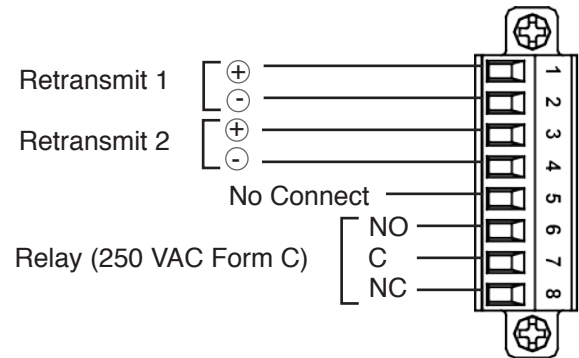 Retransmit 1
+
-
Retransmit 2
+
-
No Connect
Relay (250 VAC Form C)
NO
C
NC
1
2
3
4
5
6
7
8